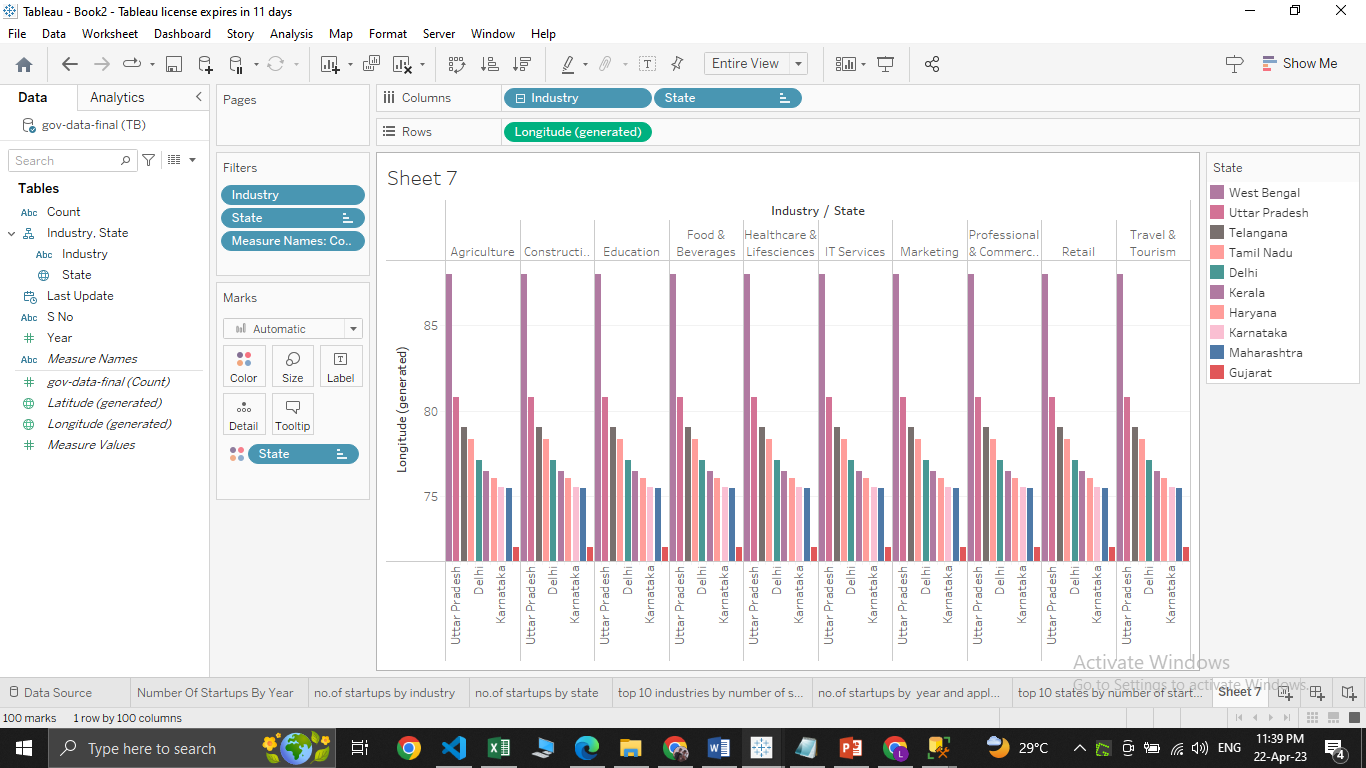 Tableau - Book2 - Tableau license expires in 11 days
File Data Worksheet Dashboard Story Analysis Map Format Server Window Help
Entire View
Show Me
Data Analytics
gov-data-final (TB)
Search
Tables
Abc Count
Industry, State
Abc Industry
State
Last Update
Abc S No
# Year
Abc Measure Names
# gov-data-final (Count)
Latitude (generated)
Longitude (generated)
# Measure Values
Pages
Filters
Industry
State
Measure Names: Co..
Marks
Automatic
Color Size Label
Detail Tooltip
State
Columns Industry State
Rows Longitude (generated)
Sheet 7
Industry / State
Agriculture
Constructi..
Education
Food &
Beverages
Healthcare &
Lifesciences
IT Services
Marketing
Professional
& Commerc..
Retail
Travel &
Tourism
Longitude (generated)
85
80
75
Uttar Pradesh Delhi Karnataka Uttar Pradesh Delhi Karnataka Uttar Pradesh Delhi Karnataka Uttar Pradesh Delhi Karnataka Uttar Pradesh Delhi Karnataka Uttar Pradesh Delhi Karnataka Uttar Pradesh Delhi Karnataka Uttar Pradesh Delhi Karnataka Uttar Pradesh Delhi Karnataka Uttar Pradesh Delhi Karnataka
State
West Bengal
Uttar Pradesh
Telangana
Tamil Nadu
Delhi
Kerala
Haryana
Karnataka
Maharashtra
Gujarat
Activate Windows
Go to Settings to activate Windows.
Data Source Number Of Startups By Year no.of startups by industry no.of startups by state top 10 industries by number of s... no.of startups by year and appl... top 10 states by number of start... Sheet 7
100 marks 1 row by 100 columns
Type here to search
29°C
ENG
11:39 PM
22-Apr-23
4